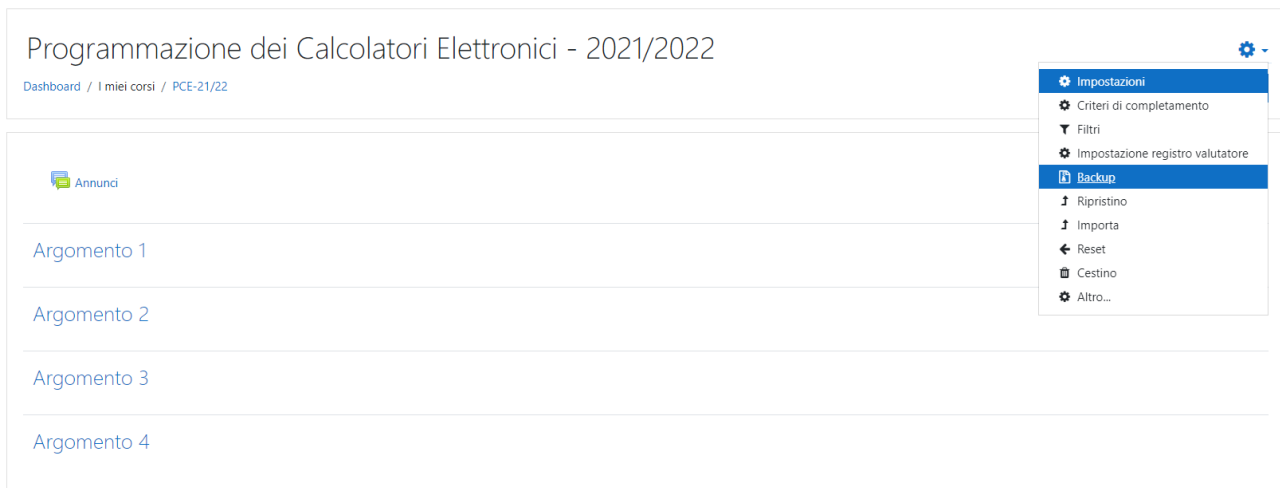 Programmazione dei Calcolatori Elettronici - 2021/2022
Dashboard / I miei corsi / PCE-21/22
Impostazioni
Criteri di completamento
Filtri
Impostazione registro valutatore
Backup
Ripristino
Importa
Reset
Cestino
Altro...
Annunci
Argomento 1
Argomento 2
Argomento 3
Argomento 4